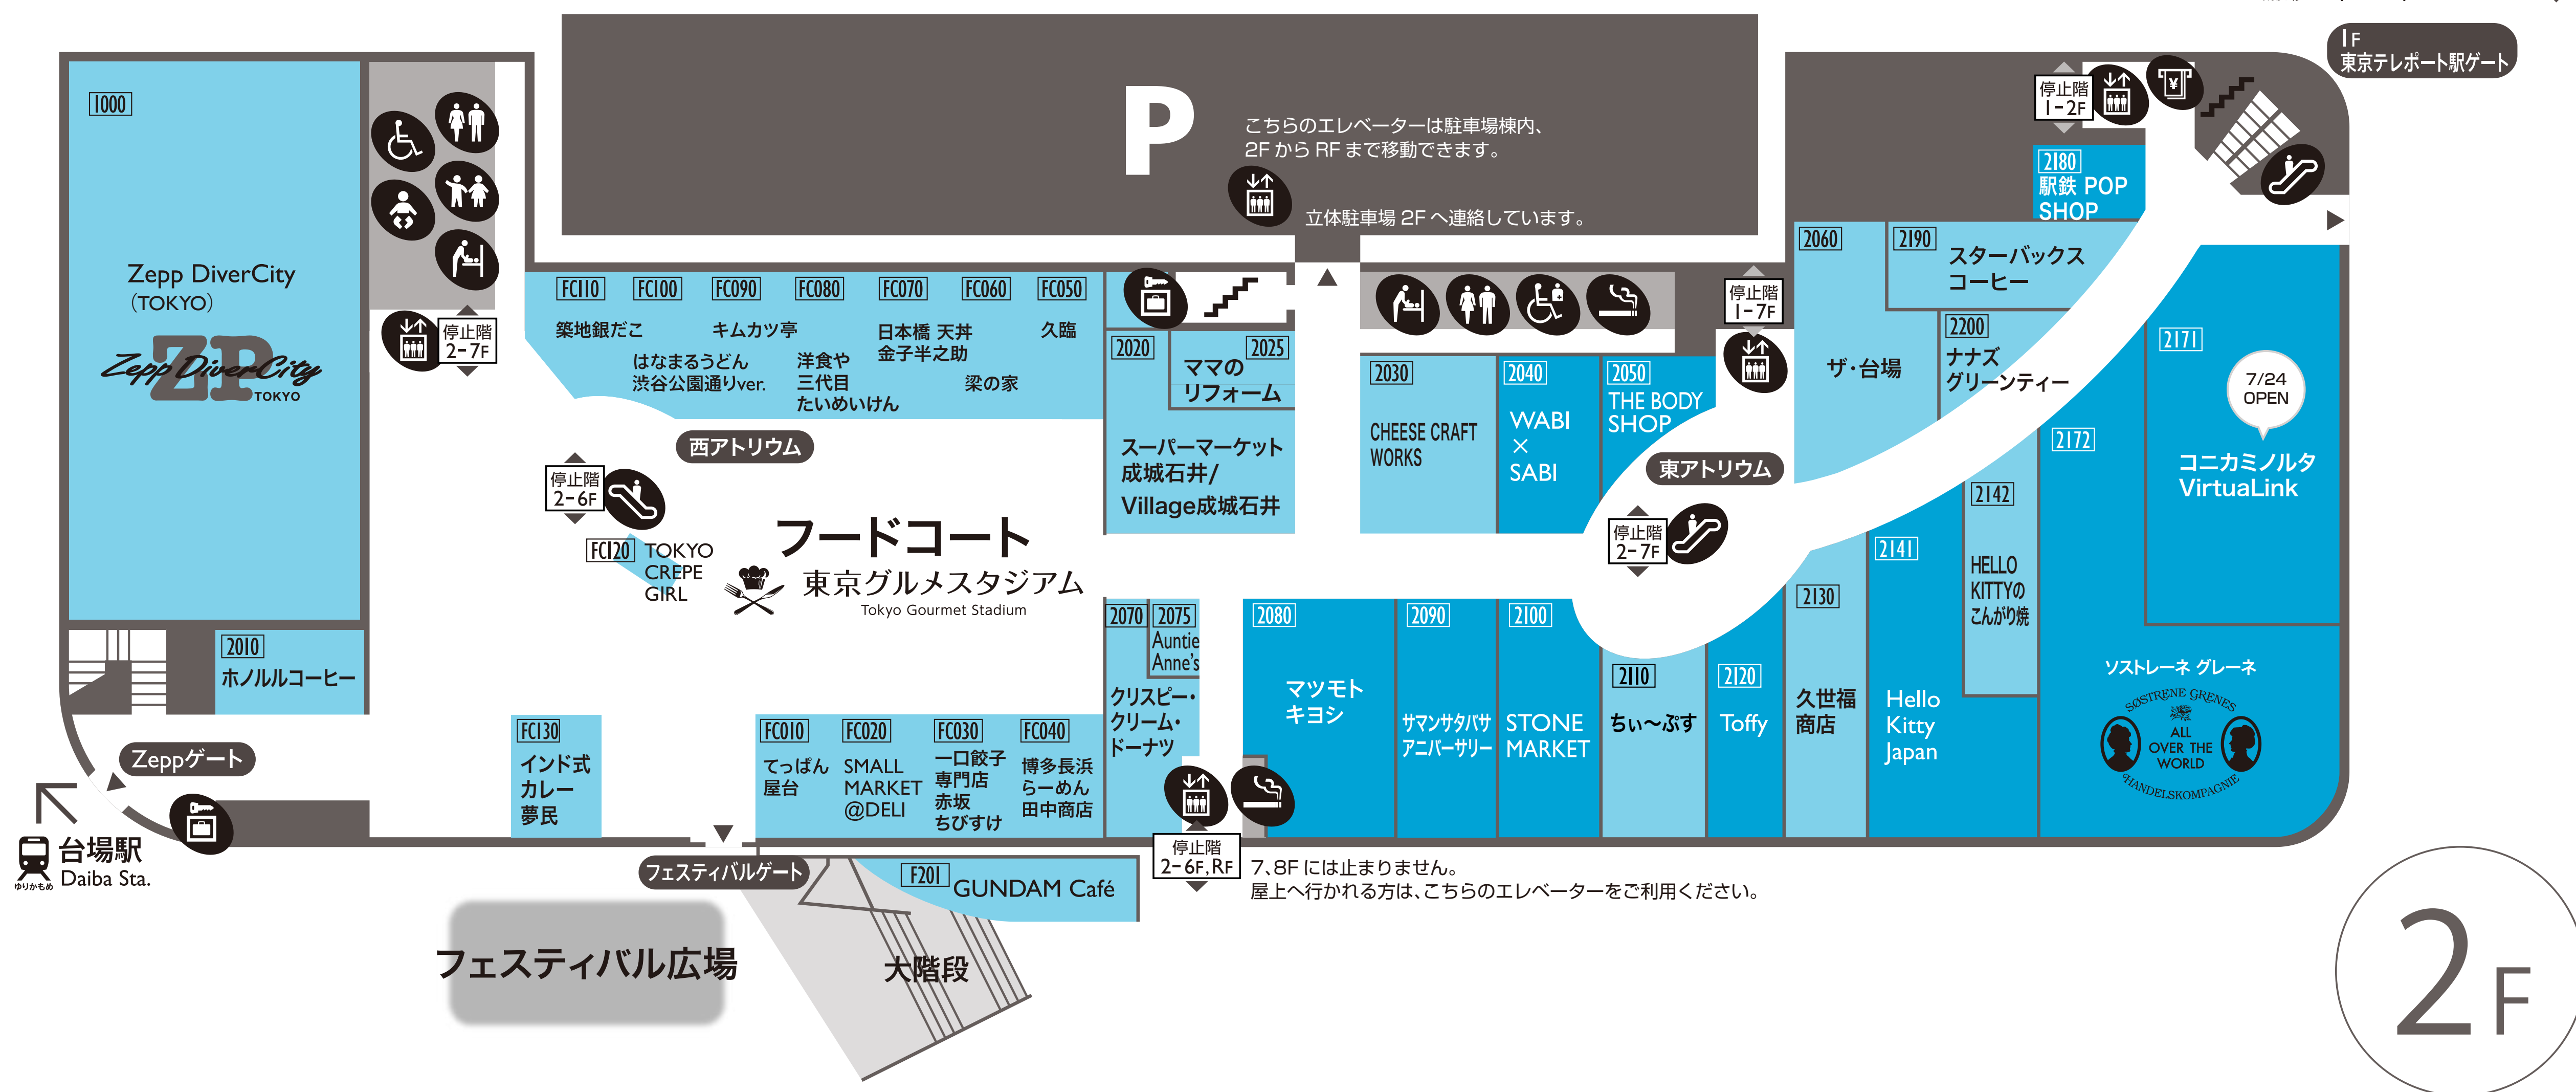 1F
東京テレポート駅ゲート
P
こちらのエレベーターは駐車場棟内、
2FからRFまで移動できます。
立体駐車場2Fへ連絡しています。
停止階
1-2F
1000
Zepp DiverCity
(TOKYO)
ZP
Zepp DiverCity
TOKYO
停止階
2-7F
FC110
築地銀だこ
FC100
はなまるうどん
渋谷公園通りver.
FC090
キムカツ亭
FC080
洋食や
三代目
たいめいけん
FC070
日本橋 天丼
金子半之助
FC060
梁の家
FC050
久臨
2020
スーパーマーケット
成城石井/
Village成城石井
2025
ママの
リフォーム
2030
CHEESE CRAFT
WORKS
2040
WABI
×
SABI
2050
THE BODY
SHOP
停止階
1-7F
2060
ザ・台場
2180
駅鉄 POP
SHOP
2190
スターバックス
コーヒー
2200
ナナズ
グリーンティー
2171
7/24
OPEN
コニカミノルタ
VirtuaLink
2172
ソストレーネ グレーネ
SØSTRENE GRENES
ALL
OVER THE
WORLD
HANDELSKOMPAGNIE
西アトリウム
停止階
2-6F
FC120
TOKYO
CREPE
GIRL
フードコート
東京グルメスタジアム
Tokyo Gourmet Stadium
東アトリウム
停止階
2-7F
2010
ホノルルコーヒー
Zeppゲート
台場駅
Daiba Sta.
ゆりかもめ
FC130
インド式
カレー
夢民
FC010
てっぱん
屋台
FC020
SMALL
MARKET
@DELI
FC030
一口餃子
専門店
赤坂
ちびすけ
FC040
博多長浜
らーめん
田中商店
2070
クリスピー・
クリーム・
ドーナツ
2075
Auntie
Anne's
2080
マツモト
キヨシ
2090
サマンサタバサ
アニバーサリー
2100
STONE
MARKET
2110
ちぃ〜ぷす
2120
Toffy
2130
久世福
商店
2141
Hello
Kitty
Japan
2142
HELLO
KITTYの
こんがり焼
フェスティバルゲート
F201
GUNDAM Café
停止階
2-6F,RF
7、8Fには止まりません。
屋上へ行かれる方は、こちらのエレベーターをご利用ください。
フェスティバル広場
大階段
2F